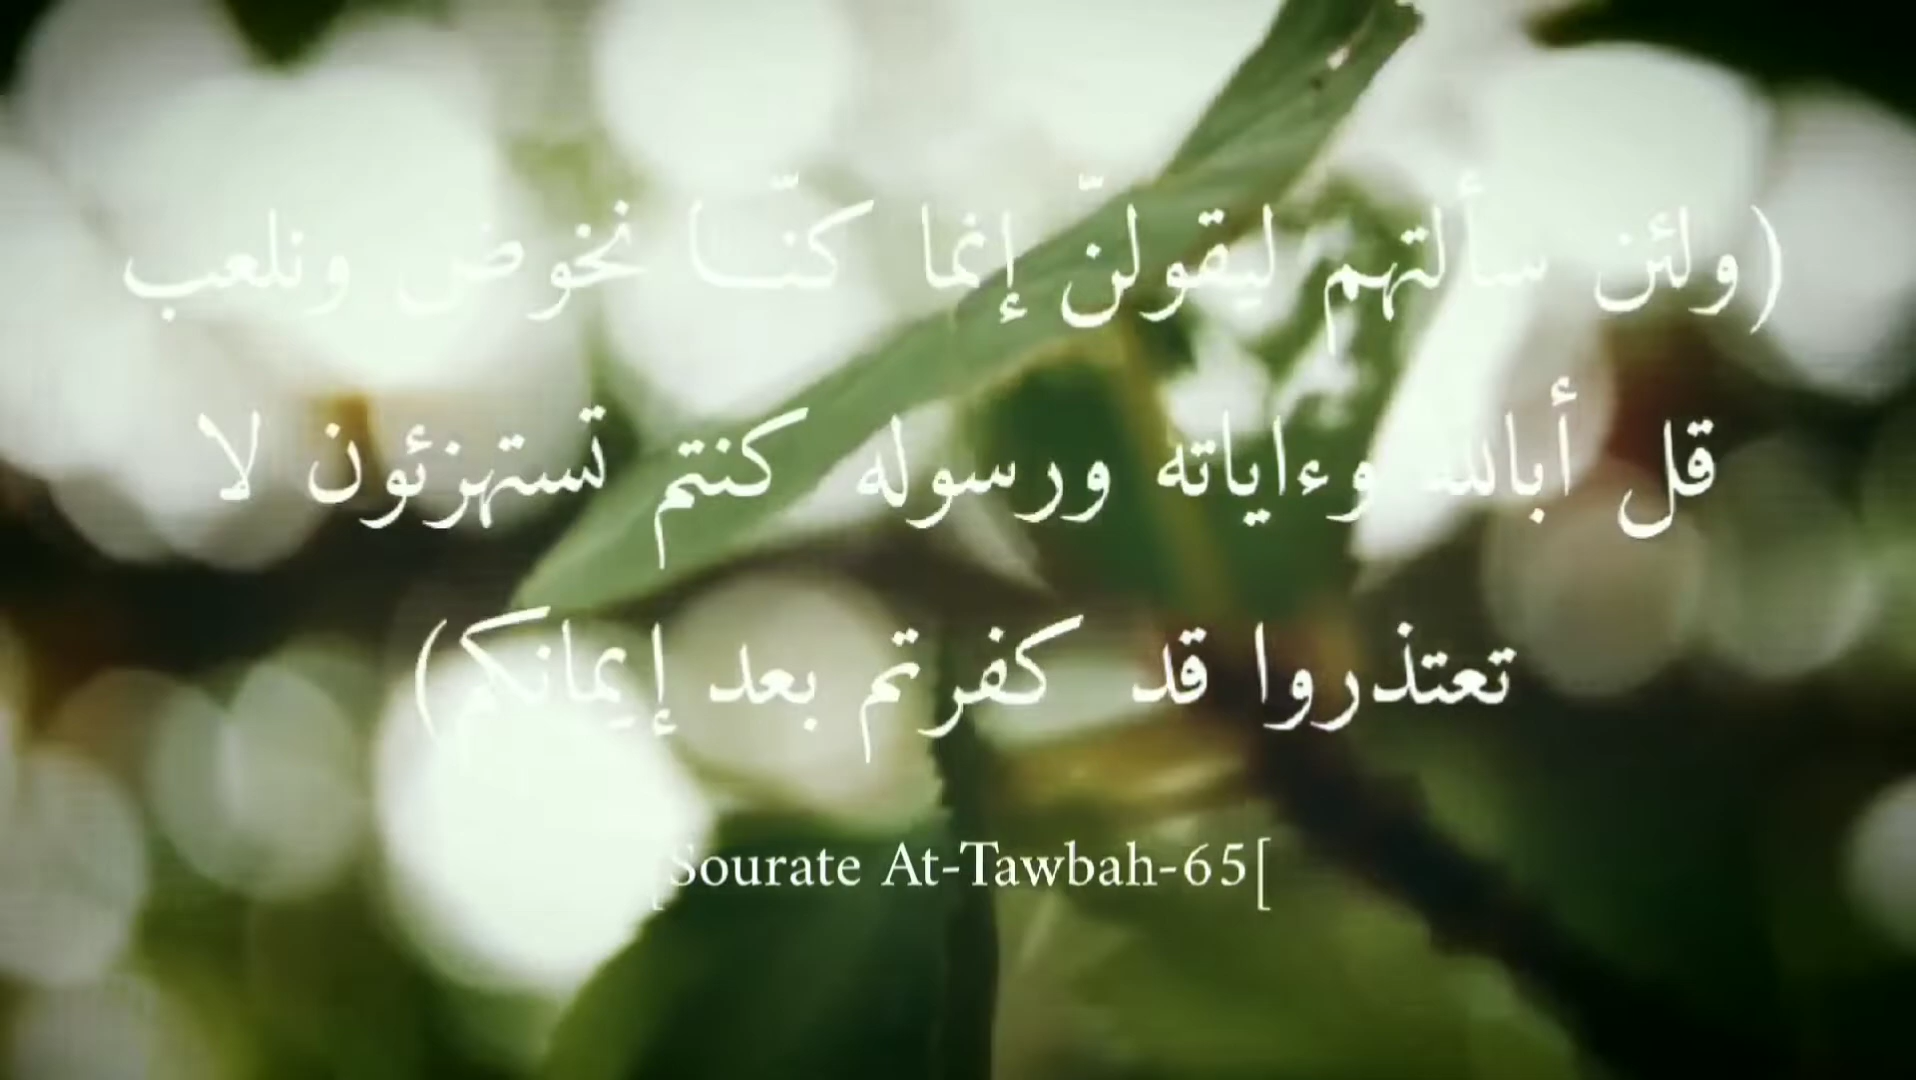 (ولئن سألتهم ليقولنّ إنما كنّـا نخوض ونلعب
قل أبالله وءاياته ورسوله كنتم تستهزئون لا
تعتذروا قد كفرتم بعد إيمانكم)
[Sourate At-Tawbah-65[